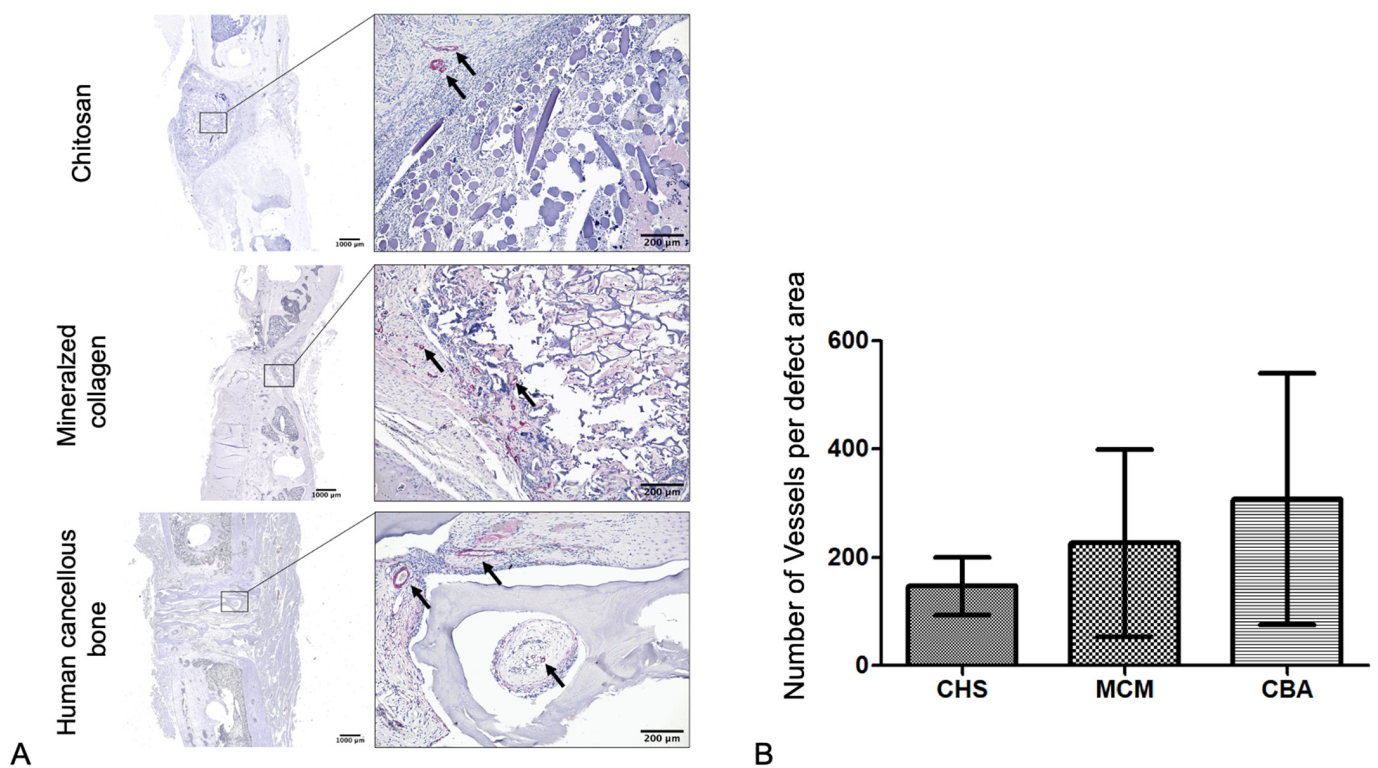 Chitosan
1000 µm
200 µm
Mineralzed
collagen
1000 µm
200 µm
Human cancellous
bone
1000 µm
200 µm
A
Number of Vessels per defect area
600
400
200
0
CHS MCM CBA
B